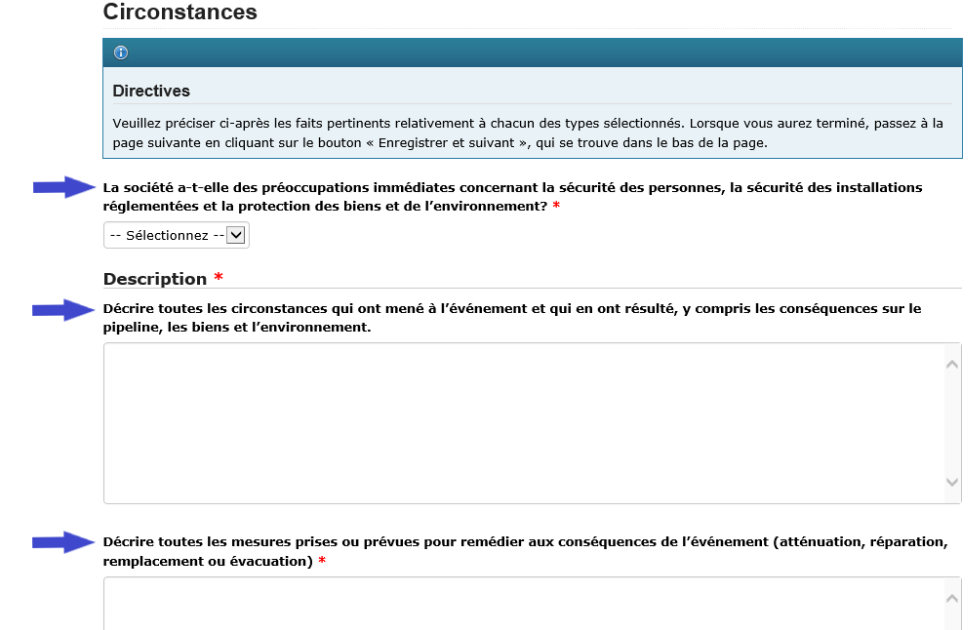 Circonstances
Directives
Veuillez préciser ci-après les faits pertinents relativement à chacun des types sélectionnés. Lorsque vous aurez terminé, passez à la
page suivante en cliquant sur le bouton « Enregistrer et suivant », qui se trouve dans le bas de la page.
La société a-t-elle des préoccupations immédiates concernant la sécurité des personnes, la sécurité des installations
réglementées et la protection des biens et de l’environnement? *
-- Sélectionnez --
Description *
Décrire toutes les circonstances qui ont mené à l’événement et qui en ont résulté, y compris les conséquences sur le
pipeline, les biens et l’environnement.
Décrire toutes les mesures prises ou prévues pour remédier aux conséquences de l’événement (atténuation, réparation,
remplacement ou évacuation) *